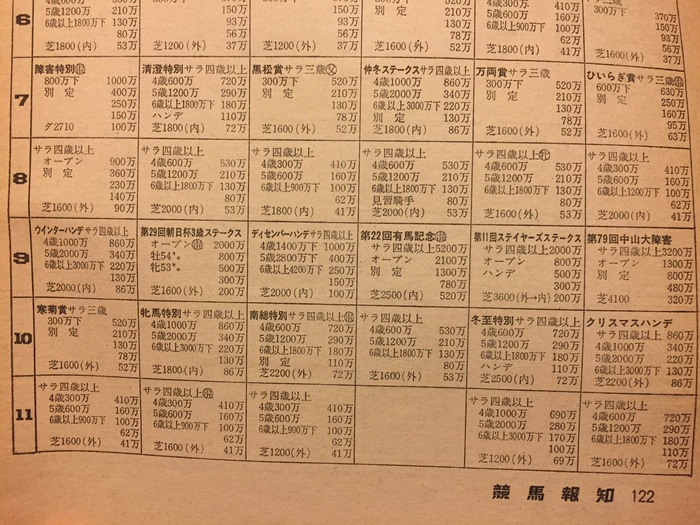 6
5歳1200万 210万
6歳以上1800万下 130万
80万
芝1800(内) 53万
93万
56万
芝1200(外) 37万
別定 210万
130万
78万
芝1600(外) 52万
93万
56万
芝1200(外) 37万
5歳600万 160万
6歳以上900万下 100万
62万
芝1800(内) 41万
300万下 370万
150万
93万
56万
芝1600(外) 37万
7
障害特別
800万下 1000万
別定 400万
250万
150万
ダ2710 100万
清澄特別 サラ四歳以上
4歳600万 720万
5歳1200万 290万
6歳以上1800万下 180万
ハンデ 110万
芝1800(内) 72万
黒松賞 サラ三歳
300万下 520万
別定 210万
130万
78万
芝1600(外) 52万
仲冬ステークス サラ四歳以上
4歳1000万 860万
5歳2000万 340万
6歳以上3000万下 220万
別定 130万
芝1800(内) 86万
万両賞 サラ三歳
300万下 520万
別定 210万
130万
78万
芝1600(外) 52万
ひいらぎ賞 サラ三歳
600万下 630万
別定 250万
160万
95万
芝1600(外) 63万
8
サラ四歳以上
オープン 900万
別定 360万
230万
140万
芝1600(外) 90万
サラ四歳以上
4歳600万 530万
5歳1200万 210万
6歳以上1800万下 130万
80万
芝2000(内) 53万
サラ四歳以上
4歳300万 410万
5歳600万 160万
6歳以上900万下 100万
62万
芝1800(内) 41万
サラ四歳以上
4歳600万 530万
5歳1200万 210万
6歳以上1800万下 130万
見習騎手 80万
芝2000(内) 53万
サラ四歳以上
4歳600万 530万
5歳1200万 210万
6歳以上1800万下 130万
80万
芝2000(内) 53万
サラ四歳以上
4歳300万 410万
5歳600万 160万
6歳以上1200万下 100万
62万
芝2000(内) 41万
9
ウインターハンデ サラ四歳以上
4歳1000万 860万
5歳2000万 340万
6歳以上3000万下 220万
130万
芝2000(内) 86万
第29回朝日杯3歳ステークス
オープン 2000万
牡54㌔ 800万
牝53㌔ 500万
300万
芝1600(外) 200万
ディセンバーハンデ サラ四歳以上
4歳1400万 1000万
5歳2800万 400万
6歳以上4200万下 250万
150万
芝2000(内) 100万
第22回有馬記念
サラ四歳以上 5200万
オープン 2100万
別定 1300万
780万
芝2500(内) 520万
第11回ステイヤーズステークス
サラ四歳以上 2000万
オープン 800万
ハンデ 500万
300万
芝3600(外→内) 200万
第79回中山大障害
サラ四歳以上 3200万
オープン 1300万
別定 800万
480万
芝4100 320万
10
寒菊賞 サラ三歳
300万下 520万
別定 210万
130万
78万
芝1600(外) 52万
牝馬特別 サラ四歳以上
4歳1000万 860万
5歳2000万 340万
6歳以上3000万下 220万
130万
芝1800(内) 86万
南総特別 サラ四歳以上
4歳600万 720万
5歳1200万 290万
6歳以上1800万下 180万
別定 110万
芝2200(外) 72万
サラ四歳以上
4歳600万 530万
5歳1200万 210万
6歳以上1800万下 130万
80万
芝1600(外) 53万
冬至特別 サラ四歳以上
4歳600万 720万
5歳1200万 290万
6歳以上1800万下 180万
ハンデ 110万
芝2500(内) 72万
クリスマスハンデ
サラ四歳以上 860万
4歳1000万 340万
5歳2000万 220万
6歳以上3000万下 130万
芝2200(外) 86万
11
サラ四歳以上
4歳300万 410万
5歳600万 160万
6歳以上900万下 100万
62万
芝1600(外) 41万
サラ四歳以上
4歳300万 410万
5歳600万 160万
6歳以上900万下 100万
62万
芝1600(外) 41万
サラ四歳以上
4歳300万 410万
5歳600万 160万
6歳以上900万下 100万
62万
芝1200(外) 41万
サラ四歳以上
4歳1000万 690万
5歳2000万 280万
6歳以上3000万下 170万
100万
芝1200(外) 69万
サラ四歳以上
4歳600万 720万
5歳1200万 290万
6歳以上1800万下 180万
110万
芝1600(外) 72万
競馬報知 122